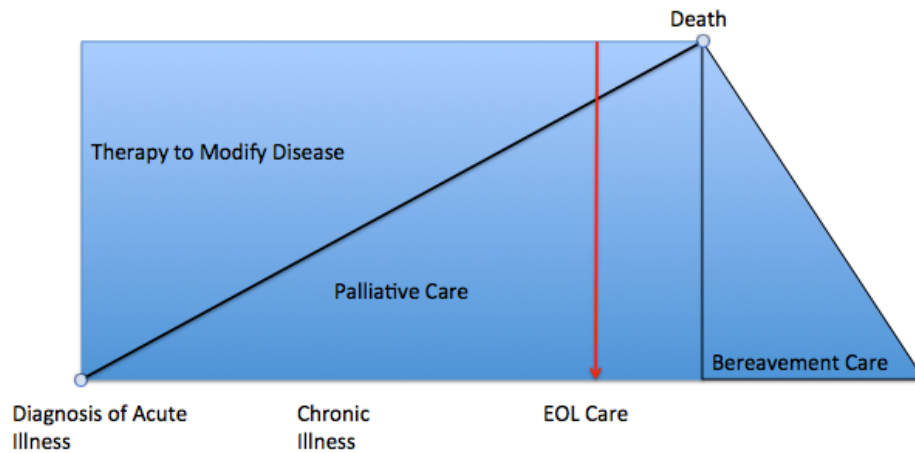 Death
Therapy to Modify Disease
Palliative Care
Bereavement Care
Diagnosis of Acute
Illness
Chronic
Illness
EOL Care